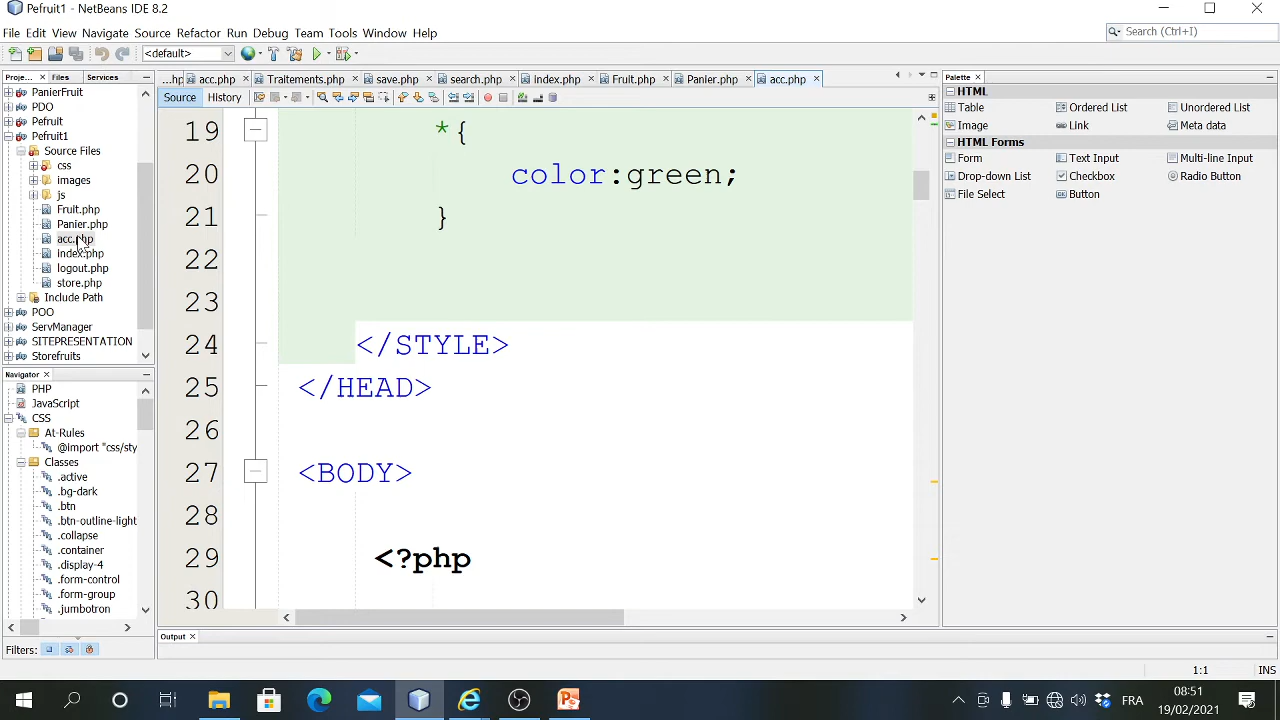 Pefruit1 - NetBeans IDE 8.2
File Edit View Navigate Source Refactor Run Debug Team Tools Window Help
Search (Ctrl+I)
<default>
Proje... Files Services
...hp acc.php Traitements.php save.php search.php index.php Fruit.php Panier.php acc.php
Palette
Source History
PanierFruit
PDO
Pefruit
Pefruit1
Source Files
css
images
js
Fruit.php
Panier.php
acc.php
index.php
logout.php
store.php
Include Path
POO
ServManager
SITEPRESENTATION
Storefruits
Navigator
PHP
JavaScript
CSS
At-Rules
@import "css/sty
Classes
.active
.bg-dark
.btn
.btn-outline-light
.collapse
.container
.display-4
.form-control
.form-group
.jumbotron
Filters:
19 *{
20 color:green;
21 }
22
23
24 </STYLE>
25 </HEAD>
26
27 <BODY>
28
29 <?php
30
HTML
Table Ordered List Unordered List
Image Link Meta data
HTML Forms
Form Text Input Multi-line Input
Drop-down List Checkbox Radio Button
File Select Button
Output
1:1 INS
FRA
08:51
19/02/2021